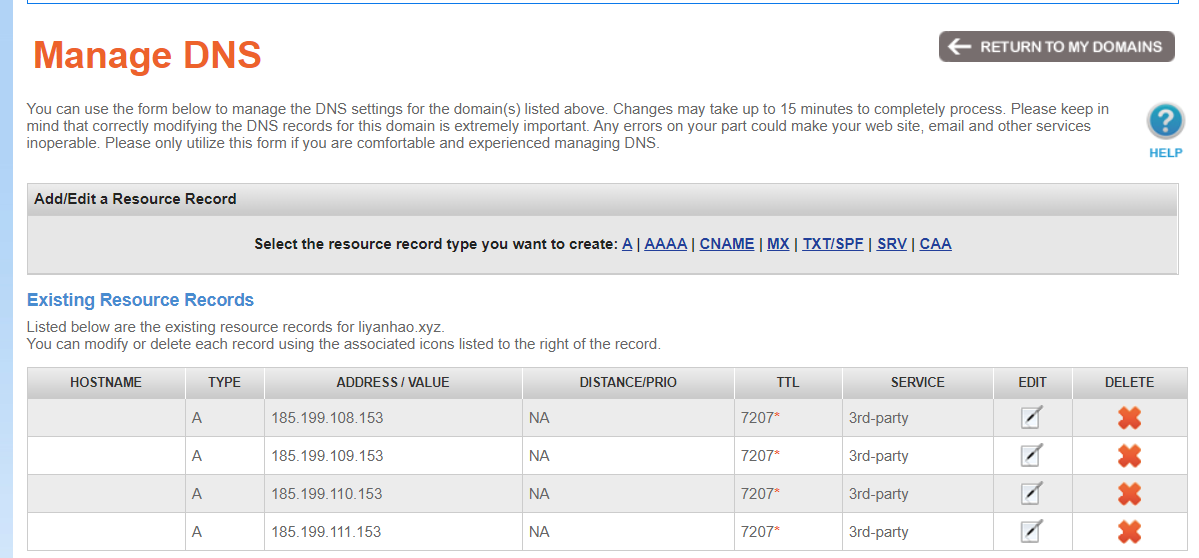 Manage DNS
RETURN TO MY DOMAINS
You can use the form below to manage the DNS settings for the domain(s) listed above. Changes may take up to 15 minutes to completely process. Please keep in
mind that correctly modifying the DNS records for this domain is extremely important. Any errors on your part could make your web site, email and other services
inoperable. Please only utilize this form if you are comfortable and experienced managing DNS.
?
HELP
Add/Edit a Resource Record
Select the resource record type you want to create: A | AAAA | CNAME | MX | TXT/SPF | SRV | CAA
Existing Resource Records
Listed below are the existing resource records for liyanhao.xyz.
You can modify or delete each record using the associated icons listed to the right of the record.
HOSTNAME TYPE ADDRESS / VALUE DISTANCE/PRIO TTL SERVICE EDIT DELETE
A 185.199.108.153 NA 7207* 3rd-party
A 185.199.109.153 NA 7207* 3rd-party
A 185.199.110.153 NA 7207* 3rd-party
A 185.199.111.153 NA 7207* 3rd-party